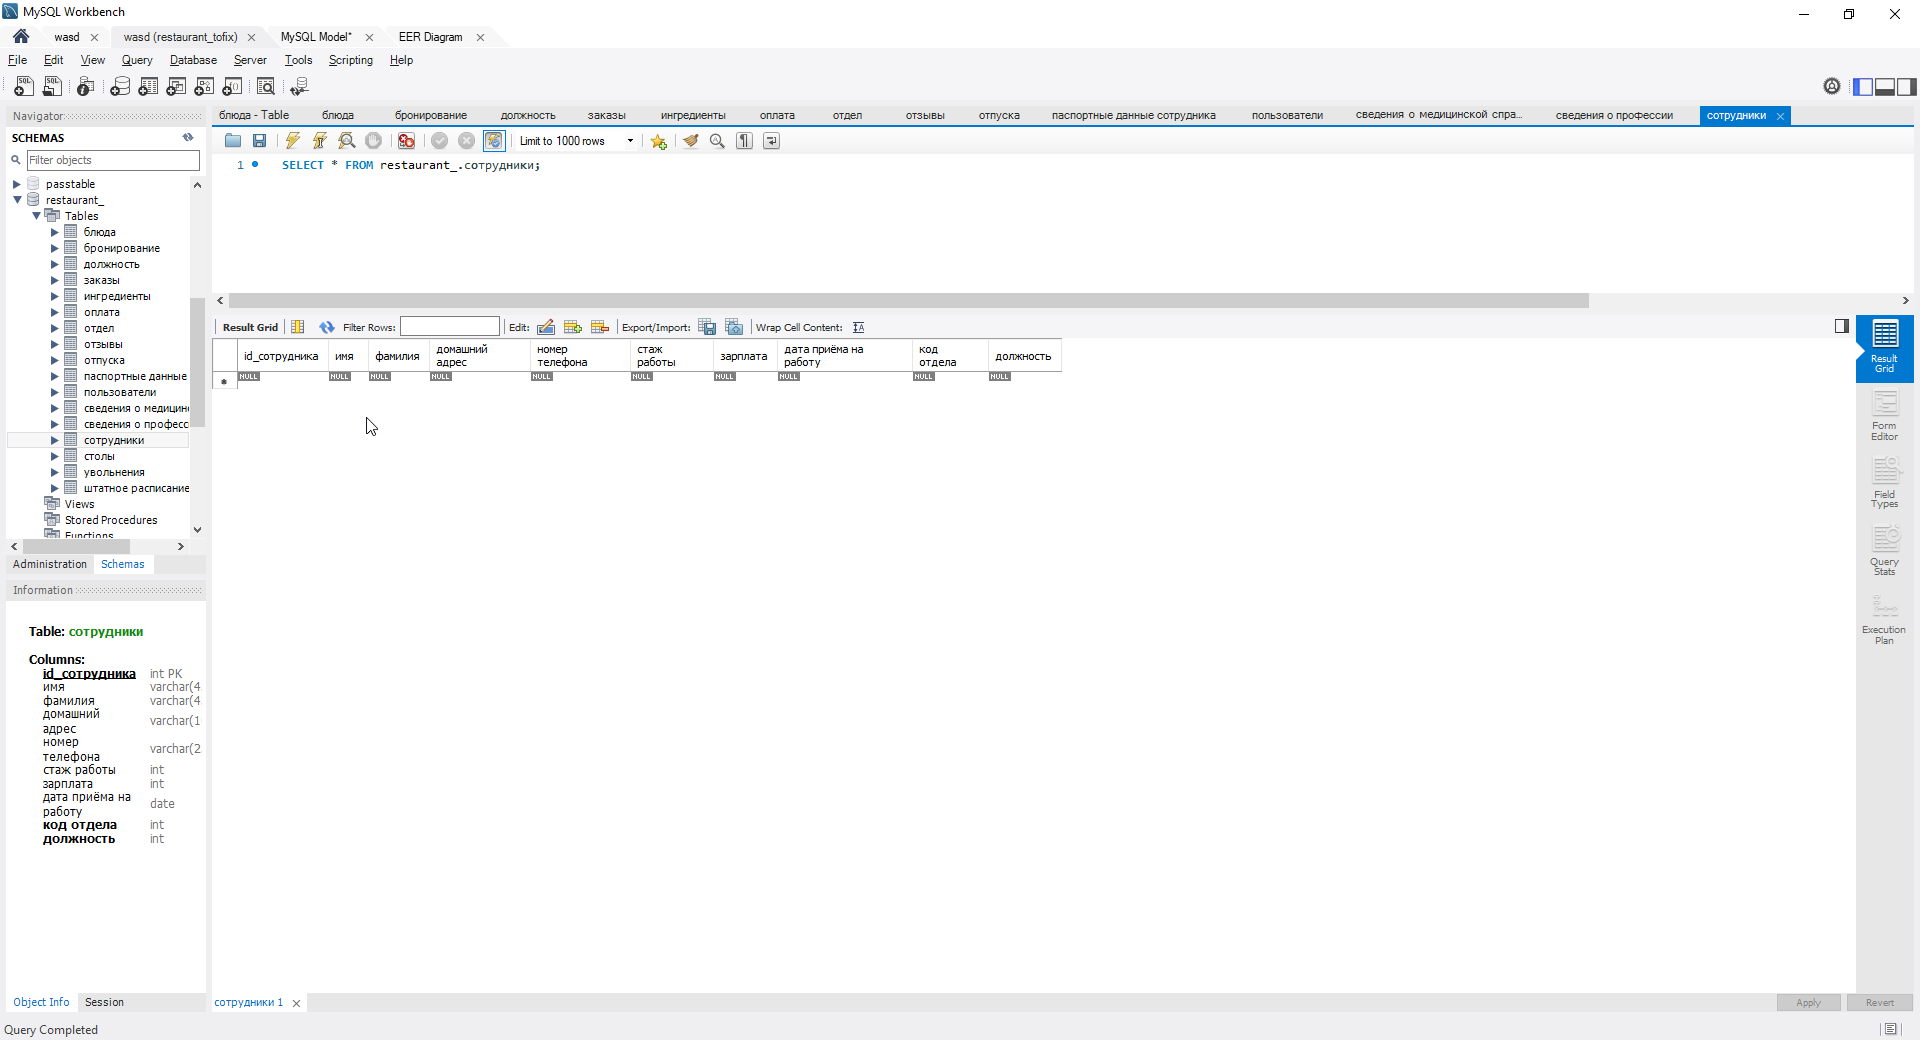 MySQL Workbench
wasd
wasd (restaurant_tofix)
MySQL Model*
EER Diagram
File Edit View Query Database Server Tools Scripting Help
Navigator
SCHEMAS
Filter objects
passtable
restaurant_
Tables
блюда
бронирование
должность
заказы
ингредиенты
оплата
отдел
отзывы
отпуска
паспортные данные
пользователи
сведения о медицин
сведения о професс
сотрудники
столы
увольнения
штатное расписание
Views
Stored Procedures
Functions
Administration Schemas
Information
Table: сотрудники
Columns:
id_сотрудника int PK
имя varchar(4
фамилия varchar(4
домашний адрес varchar(1
номер телефона varchar(2
стаж работы int
зарплата int
дата приёма на работу date
код отдела int
должность int
Object Info Session
Query Completed
блюда - Table блюда бронирование должность заказы ингредиенты оплата отдел отзывы отпуска паспортные данные сотрудника пользователи сведения о медицинской спра... сведения о профессии сотрудники
Limit to 1000 rows
1 SELECT * FROM restaurant_.сотрудники;
Result Grid Filter Rows: Edit: Export/Import: Wrap Cell Content:
id_сотрудника имя фамилия домашний адрес номер телефона стаж работы зарплата дата приёма на работу код отдела должность
NULL NULL NULL NULL NULL NULL NULL NULL NULL NULL
Result Grid
Form Editor
Field Types
Query Stats
Execution Plan
сотрудники 1
Apply Revert